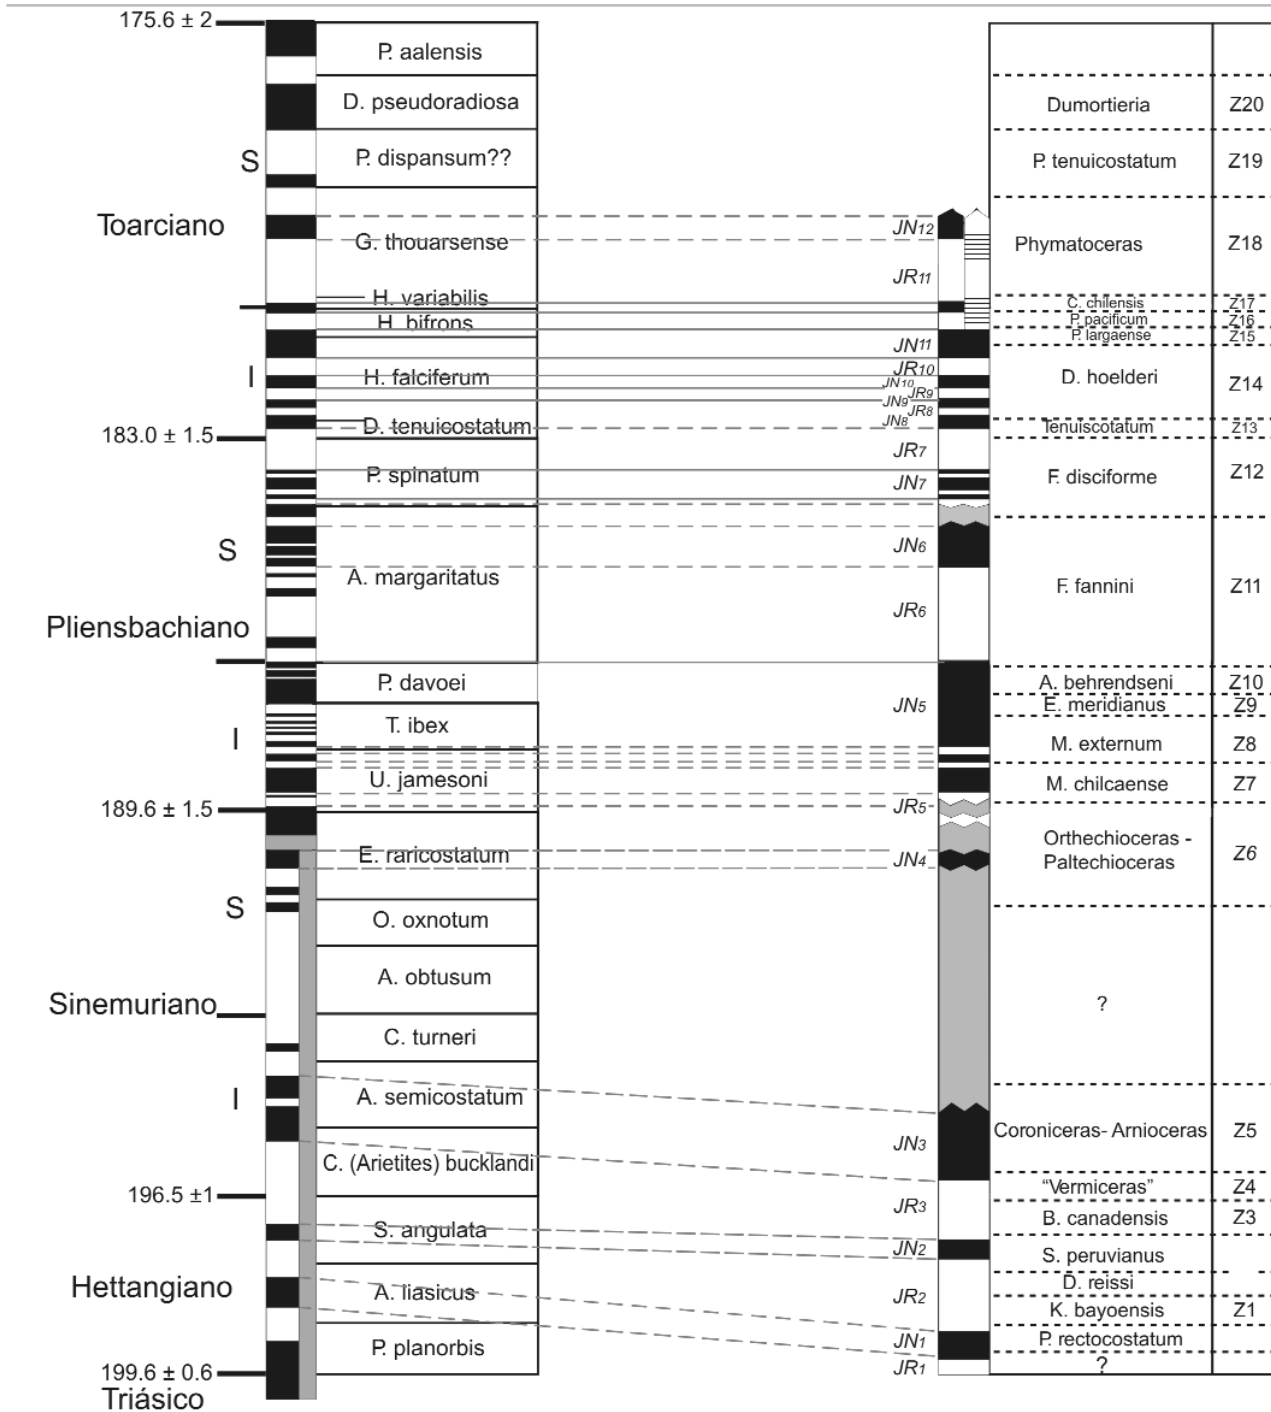 175.6 ± 2
P. aalensis
D. pseudoradiosa
Dumortieria Z20
S P. dispansum??
P. tenuicostatum Z19
Toarciano
G. thouarsense
JN12
Phymatoceras Z18
JR11
H. variabilis
C. chilensis Z17
H. bifrons
P. pacificum Z16
P. largaense Z15
JN11
JR10
I H. falciferum
D. hoelderi Z14
JN10
JR9
JN9
JR8
JN8
D. tenuicostatum
Tenuiscotatum Z13
183.0 ± 1.5
JR7
P. spinatum
F. disciforme Z12
JN7
S
JN6
A. margaritatus
F. fannini Z11
JR6
Pliensbachiano
P. davoei
A. behrendseni Z10
JN5
E. meridianus Z9
T. ibex
I
M. externum Z8
U. jamesoni
M. chilcaense Z7
189.6 ± 1.5
JR5
Orthechioceras -
Paltechioceras
Z6
E. raricostatum
JN4
S
O. oxnotum
A. obtusum
Sinemuriano
?
C. turneri
I
A. semicostatum
Coroniceras- Arnioceras Z5
JN3
C. (Arietites) bucklandi
"Vermiceras" Z4
196.5 ±1
JR3
B. canadensis Z3
S. angulata
JN2
S. peruvianus
Hettangiano
D. reissi
A. liasicus
JR2
K. bayoensis Z1
P. planorbis
JN1
P. rectocostatum
JR1
?
199.6 ± 0.6
Triásico